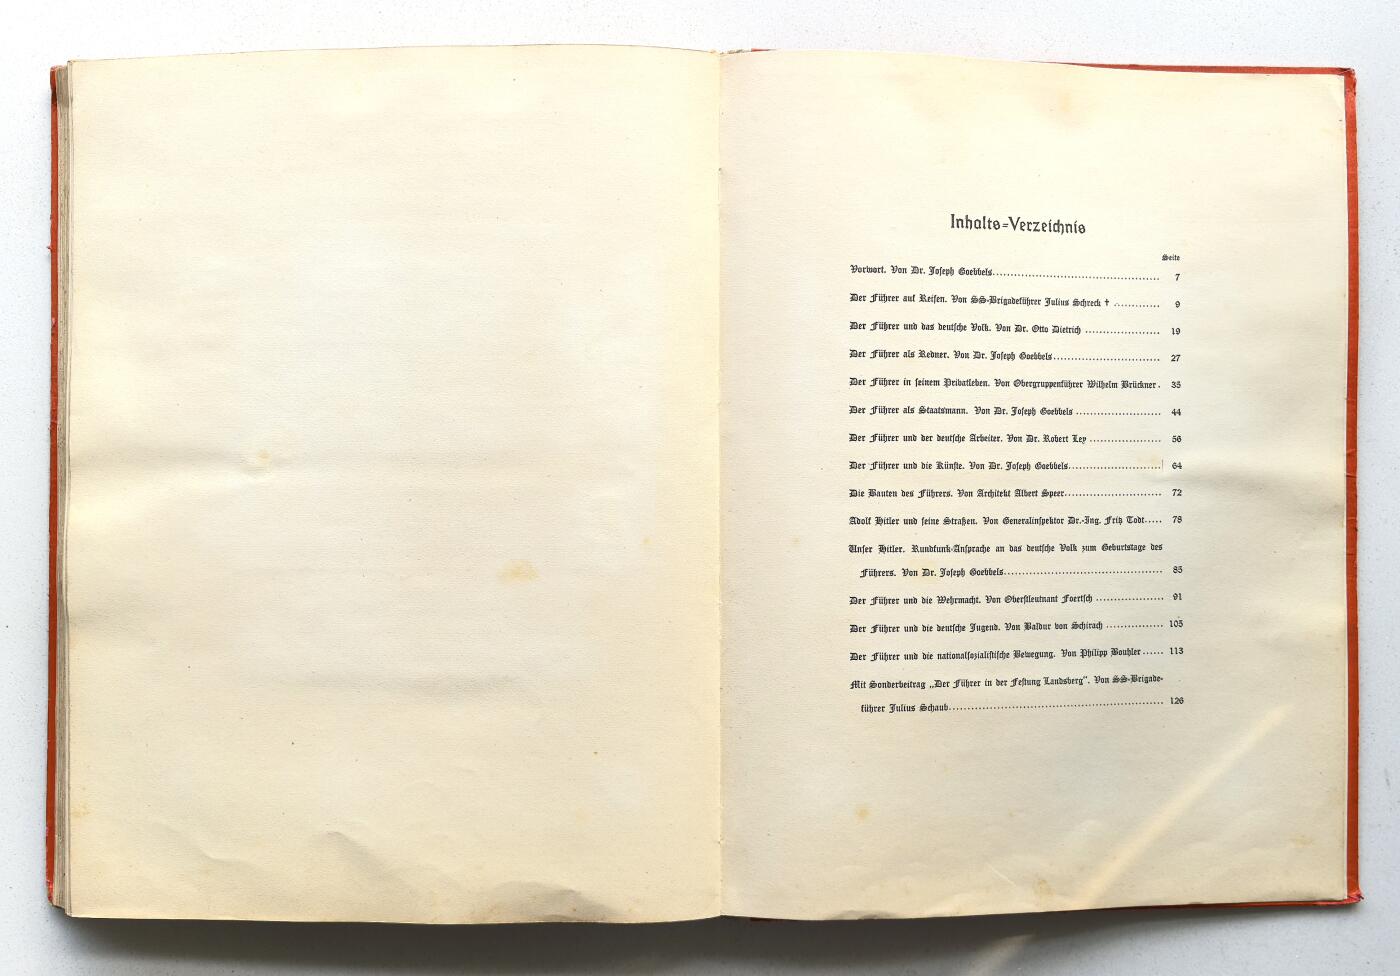 Inhalts-Verzeichnis
Seite
Vorwort. Von Dr. Joseph Goebbels 7
Der Führer auf Reisen. Von SS-Brigadeführer Julius Schreck † 9
Der Führer und das deutsche Volk. Von Dr. Otto Dietrich 19
Der Führer als Redner. Von Dr. Joseph Goebbels 27
Der Führer in seinem Privatleben. Von Obergruppenführer Wilhelm Brückner 35
Der Führer als Staatsmann. Von Dr. Joseph Goebbels 44
Der Führer und der deutsche Arbeiter. Von Dr. Robert Ley 56
Der Führer und die Künste. Von Dr. Joseph Goebbels 64
Die Bauten des Führers. Von Architekt Albert Speer 72
Adolf Hitler und seine Straßen. Von Generalinspektor Dr.-Ing. Fritz Todt 78
Unser Hitler. Rundfunk-Ansprache an das deutsche Volk zum Geburtstage des
Führers. Von Dr. Joseph Goebbels 85
Der Führer und die Wehrmacht. Von Oberstleutnant Foertsch 91
Der Führer und die deutsche Jugend. Von Baldur von Schirach 105
Der Führer und die nationalsozialistische Bewegung. Von Philipp Bouhler 113
Mit Sonderbeitrag „Der Führer in der Festung Landsberg". Von SS-Brigade-
führer Julius Schaub 126